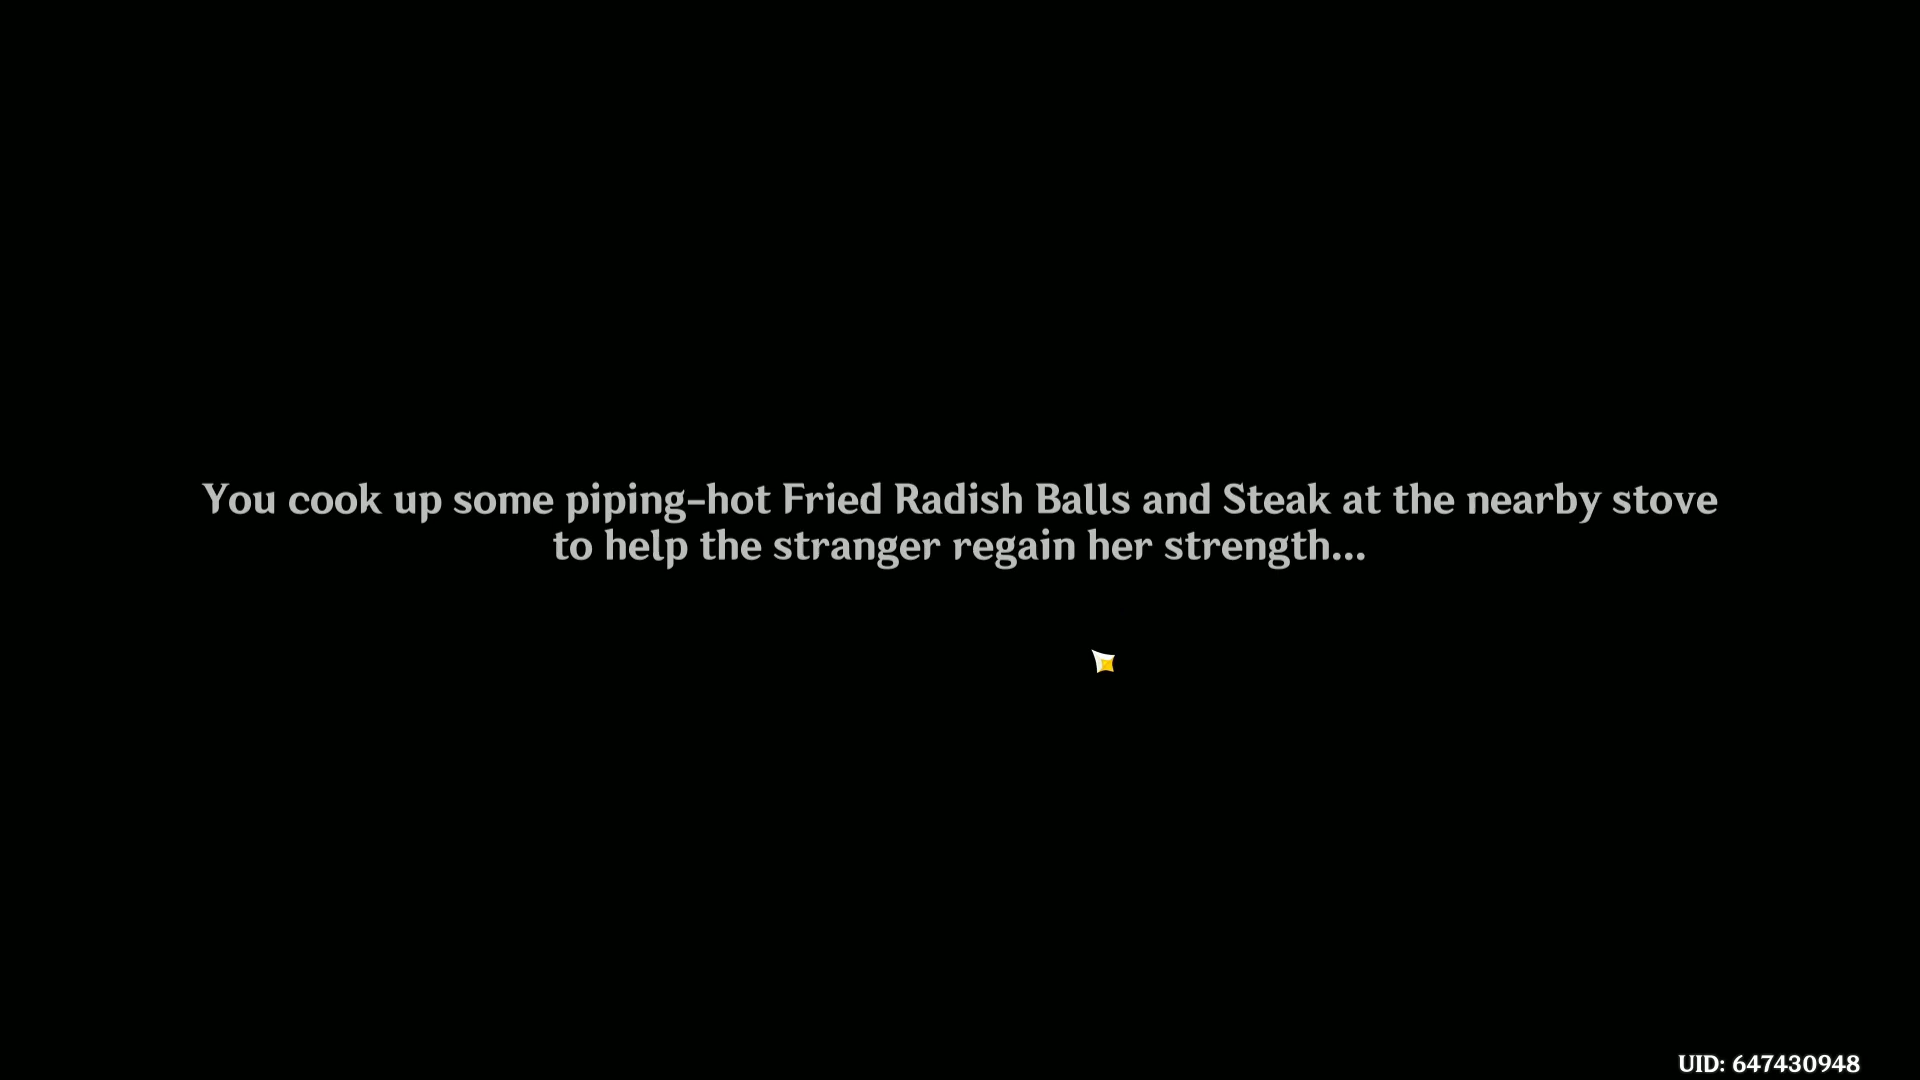 You cook up some piping-hot Fried Radish Balls and Steak at the nearby stove
to help the stranger regain her strength...
UID: 647430948